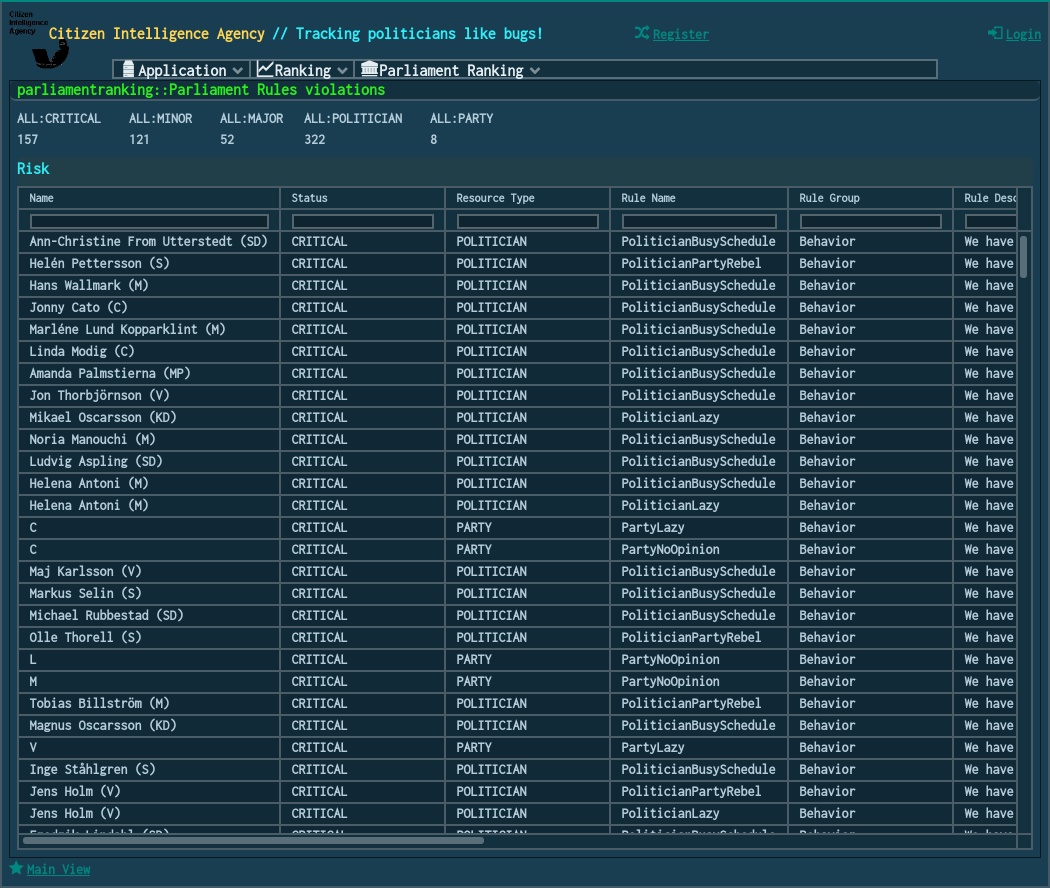 Citizen
Intelligence
Agency
Citizen Intelligence Agency // Tracking politicians like bugs!
Register
Login
Application
Ranking
Parliament Ranking
parliamentranking::Parliament Rules violations
ALL:CRITICAL ALL:MINOR ALL:MAJOR ALL:POLITICIAN ALL:PARTY
157 121 52 322 8
Risk
Name Status Resource Type Rule Name Rule Group Rule Desc
Ann-Christine From Utterstedt (SD) CRITICAL POLITICIAN PoliticianBusySchedule Behavior We have
Helén Pettersson (S) CRITICAL POLITICIAN PoliticianPartyRebel Behavior We have
Hans Wallmark (M) CRITICAL POLITICIAN PoliticianBusySchedule Behavior We have
Jonny Cato (C) CRITICAL POLITICIAN PoliticianBusySchedule Behavior We have
Marléne Lund Kopparklint (M) CRITICAL POLITICIAN PoliticianBusySchedule Behavior We have
Linda Modig (C) CRITICAL POLITICIAN PoliticianBusySchedule Behavior We have
Amanda Palmstierna (MP) CRITICAL POLITICIAN PoliticianBusySchedule Behavior We have
Jon Thorbjörnson (V) CRITICAL POLITICIAN PoliticianBusySchedule Behavior We have
Mikael Oscarsson (KD) CRITICAL POLITICIAN PoliticianLazy Behavior We have
Noria Manouchi (M) CRITICAL POLITICIAN PoliticianBusySchedule Behavior We have
Ludvig Aspling (SD) CRITICAL POLITICIAN PoliticianBusySchedule Behavior We have
Helena Antoni (M) CRITICAL POLITICIAN PoliticianBusySchedule Behavior We have
Helena Antoni (M) CRITICAL POLITICIAN PoliticianLazy Behavior We have
C CRITICAL PARTY PartyLazy Behavior We have
C CRITICAL PARTY PartyNoOpinion Behavior We have
Maj Karlsson (V) CRITICAL POLITICIAN PoliticianBusySchedule Behavior We have
Markus Selin (S) CRITICAL POLITICIAN PoliticianBusySchedule Behavior We have
Michael Rubbestad (SD) CRITICAL POLITICIAN PoliticianBusySchedule Behavior We have
Olle Thorell (S) CRITICAL POLITICIAN PoliticianPartyRebel Behavior We have
L CRITICAL PARTY PartyNoOpinion Behavior We have
M CRITICAL PARTY PartyNoOpinion Behavior We have
Tobias Billström (M) CRITICAL POLITICIAN PoliticianPartyRebel Behavior We have
Magnus Oscarsson (KD) CRITICAL POLITICIAN PoliticianBusySchedule Behavior We have
V CRITICAL PARTY PartyLazy Behavior We have
Inge Ståhlgren (S) CRITICAL POLITICIAN PoliticianBusySchedule Behavior We have
Jens Holm (V) CRITICAL POLITICIAN PoliticianPartyRebel Behavior We have
Jens Holm (V) CRITICAL POLITICIAN PoliticianLazy Behavior We have
Main View